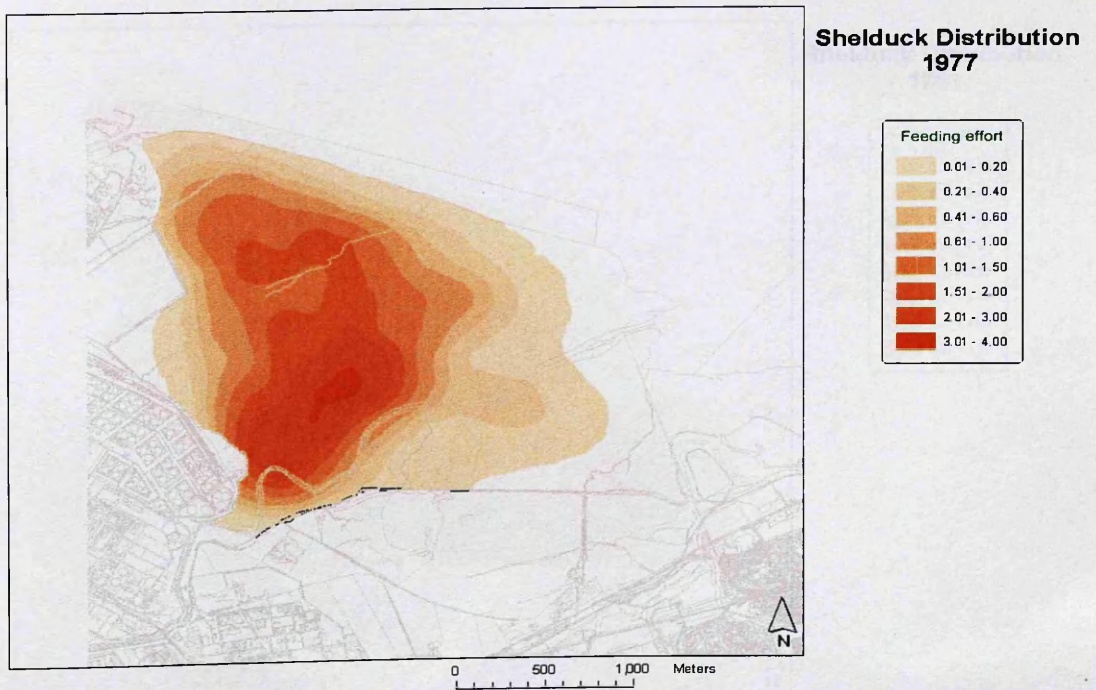 Shelduck Distribution
1977
Feeding effort
0.01 - 0.20
0.21 - 0.40
0.41 - 0.60
0.61 - 1.00
1.01 - 1.50
1.51 - 2.00
2.01 - 3.00
3.01 - 4.00
N
0 500 1,000 Meters